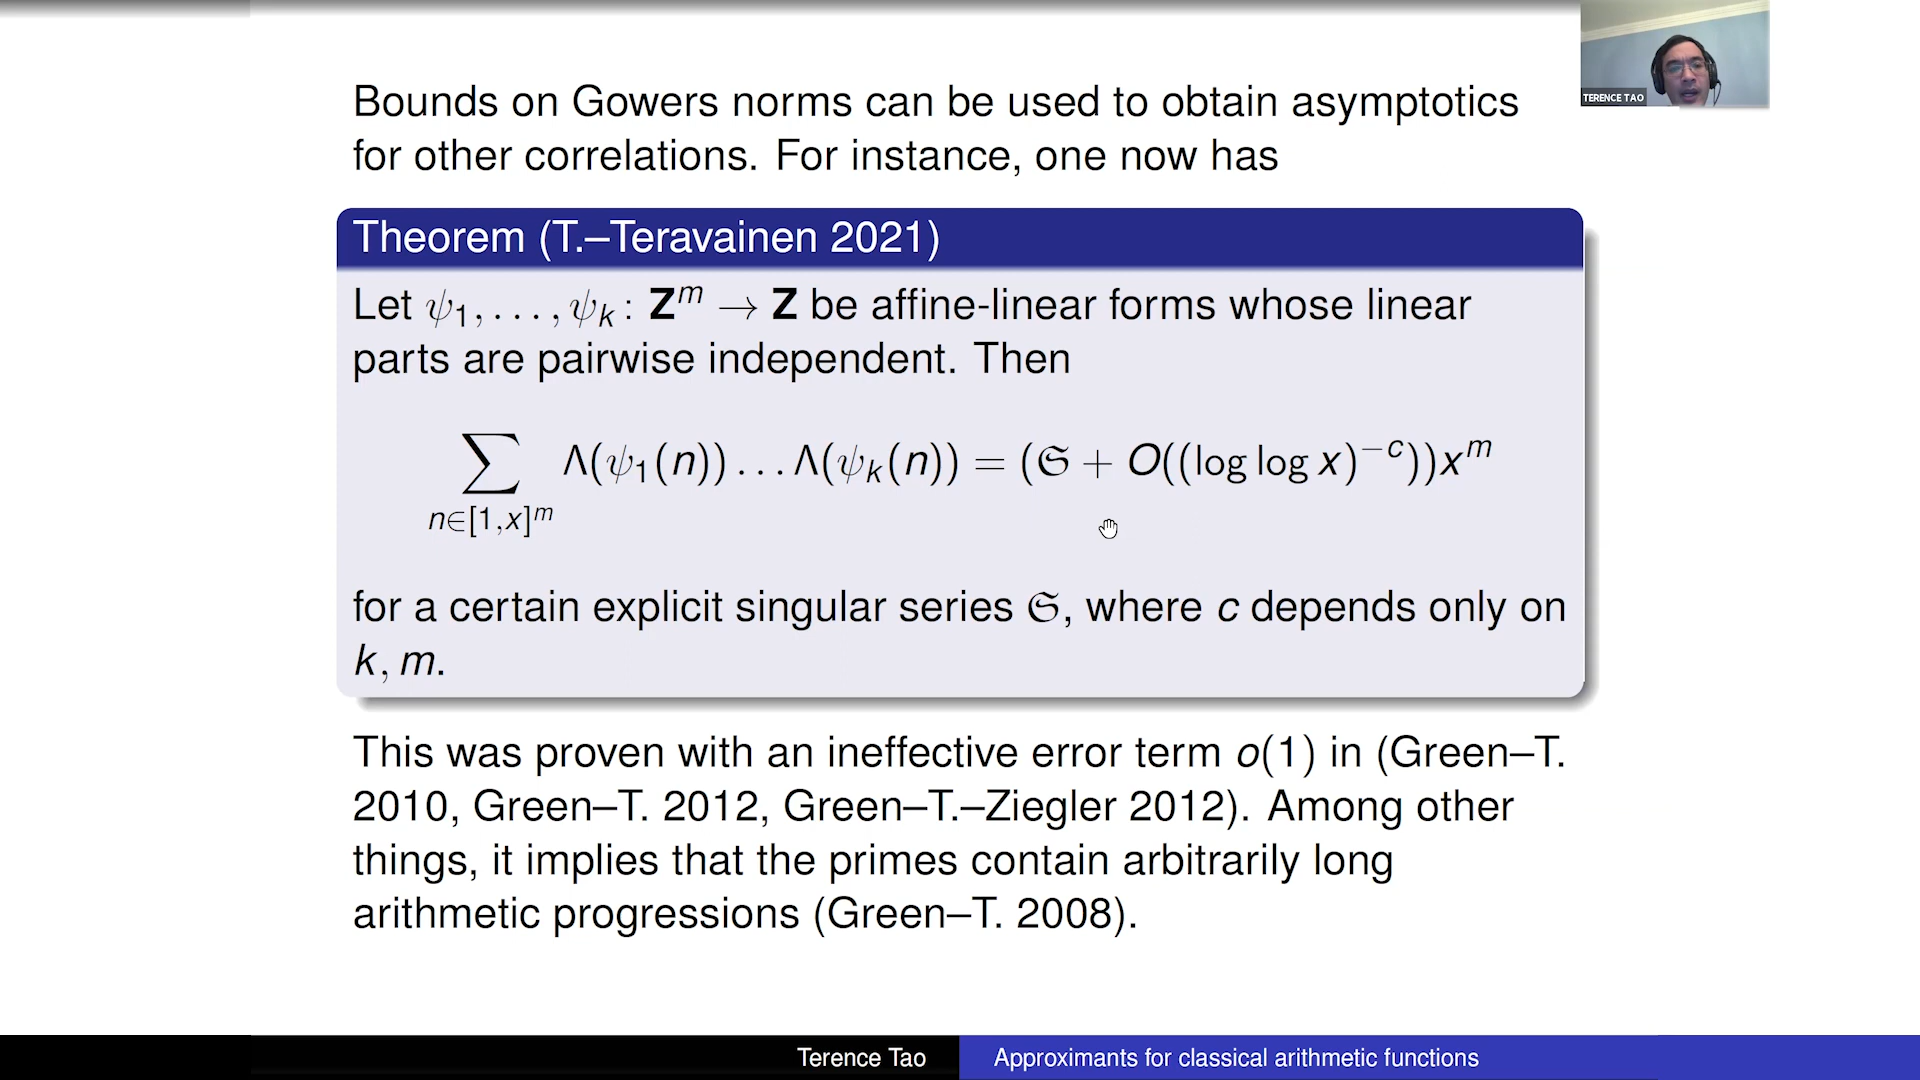 TERENCE TAO
Bounds on Gowers norms can be used to obtain asymptotics
for other correlations. For instance, one now has
Theorem (T.–Teravainen 2021)
Let ψ₁, . . . , ψₖ : Zᵐ → Z be affine-linear forms whose linear
parts are pairwise independent. Then
∑ Λ(ψ₁(n)) . . . Λ(ψₖ(n)) = (𝔖 + O((log log x)⁻ᶜ))xᵐ
n∈[1,x]ᵐ
for a certain explicit singular series 𝔖, where c depends only on
k, m.
This was proven with an ineffective error term o(1) in (Green–T.
2010, Green–T. 2012, Green–T.–Ziegler 2012). Among other
things, it implies that the primes contain arbitrarily long
arithmetic progressions (Green–T. 2008).
Terence Tao
Approximants for classical arithmetic functions